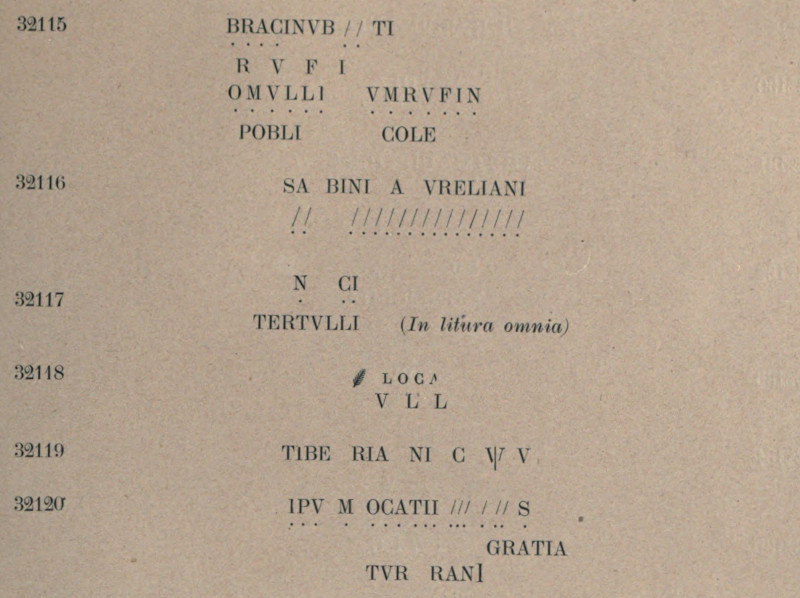 32115 BRACINVB // TI
R V F I
OMVLLI VMRVFIN
POBLI COLE
32116 SA BINI A VRELIANI
// ///////////////
N CI
32117
TERTVLLI (In litura omnia)
32118 LOCA
V L L
32119 TIBE RIA NI C V
32120 IPV M OCATII /// / // S
GRATIA
TVR RANI